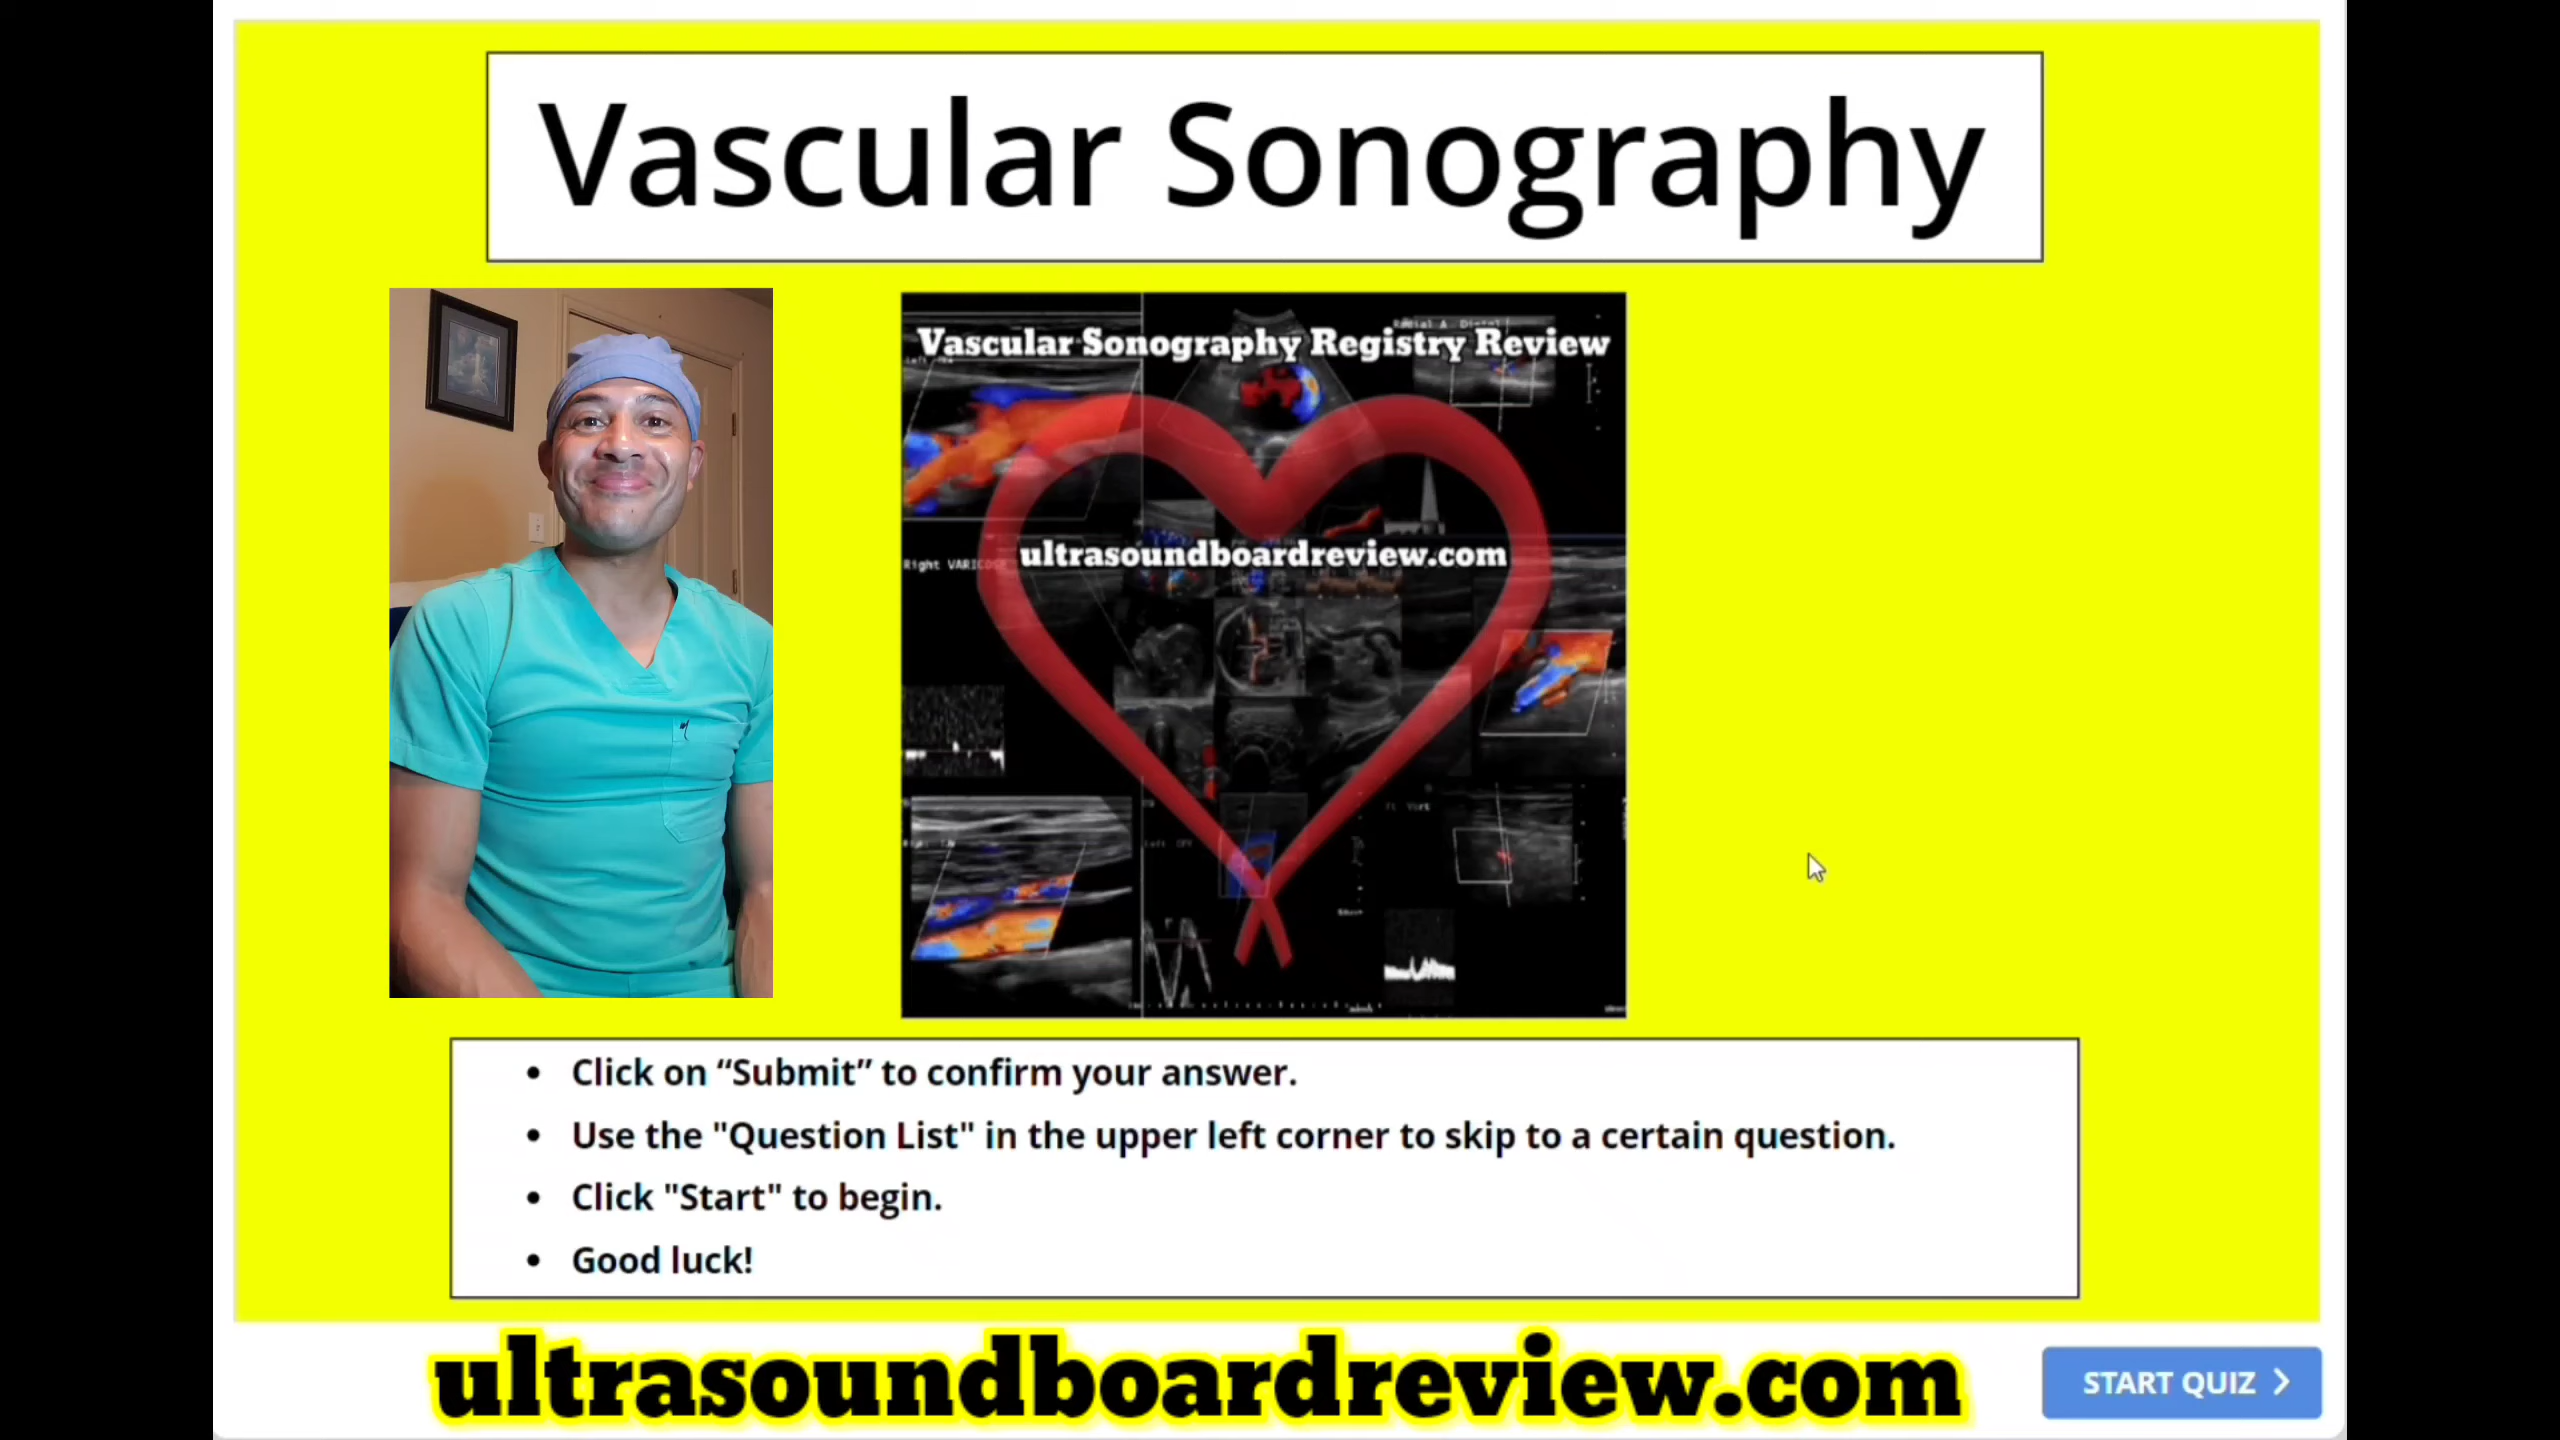 Vascular Sonography
Vascular Sonography Registry Review
ultrasoundboardreview.com
Right VARICOSE
• Click on “Submit” to confirm your answer.
• Use the "Question List" in the upper left corner to skip to a certain question.
• Click "Start" to begin.
• Good luck!
ultrasoundboardreview.com
START QUIZ